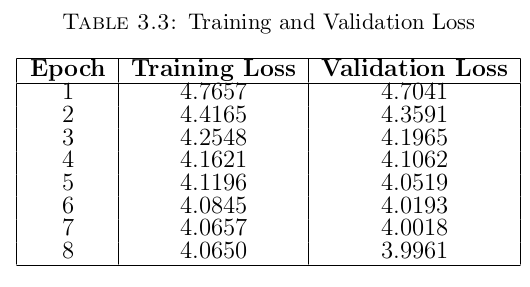 TABLE 3.3: Training and Validation Loss
Epoch Training Loss Validation Loss
1 4.7657 4.7041
2 4.4165 4.3591
3 4.2548 4.1965
4 4.1621 4.1062
5 4.1196 4.0519
6 4.0845 4.0193
7 4.0657 4.0018
8 4.0650 3.9961